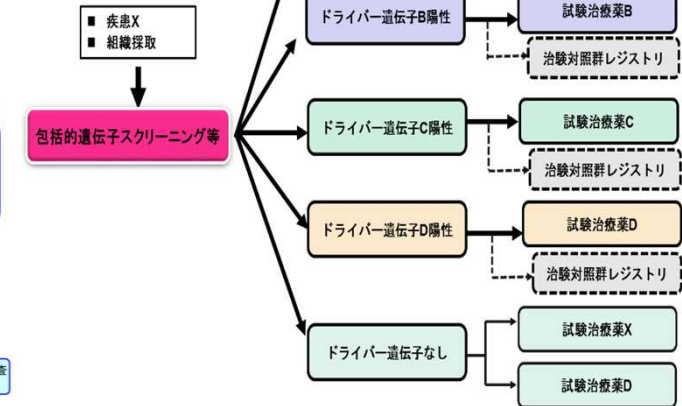 ■ 疾患X
■ 組織採取
包括的遺伝子スクリーニング等
ドライバー遺伝子B陽性
試験治療薬B
治験対照群レジストリ
ドライバー遺伝子C陽性
試験治療薬C
治験対照群レジストリ
ドライバー遺伝子D陽性
試験治療薬D
治験対照群レジストリ
ドライバー遺伝子なし
試験治療薬X
試験治療薬D
査